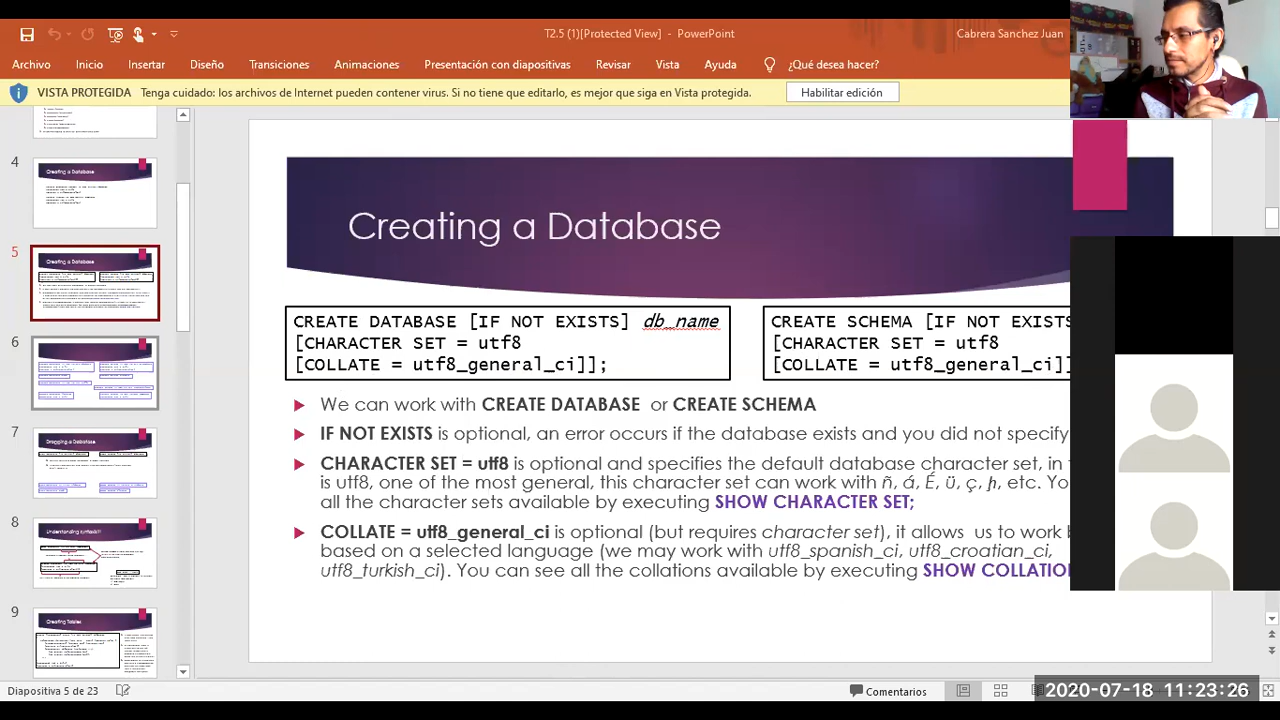 T2.5 (1)[Protected View] - PowerPoint
Cabrera Sanchez Juan
Archivo Inicio Insertar Diseño Transiciones Animaciones Presentación con diapositivas Revisar Vista Ayuda ¿Qué desea hacer?
VISTA PROTEGIDA Tenga cuidado: los archivos de Internet pueden contener virus. Si no tiene que editarlo, es mejor que siga en Vista protegida. Habilitar edición
4
Creating a Database
5
Creating a Database
6
7
Dropping a Database
8
Understanding syntaxis!!
9
Creating Tables
Creating a Database
CREATE DATABASE [IF NOT EXISTS] db_name
[CHARACTER SET = utf8
[COLLATE = utf8_general_ci]];
CREATE SCHEMA [IF NOT EXISTS
[CHARACTER SET = utf8
[COLLATE = utf8_general_ci]]
We can work with CREATE DATABASE or CREATE SCHEMA
IF NOT EXISTS is optional, an error occurs if the database exists and you did not specify
CHARACTER SET = utf8 is optional and specifies the default database character set, in
is utf8, one of the most general, this character set can work with ñ, á, É, ü, ç, ђ, etc. Yo
all the character sets available by executing SHOW CHARACTER SET;
COLLATE = utf8_general_ci is optional (but requires character set), it allows us to work
based on a selected language (we may work with utf8_spanish_ci, utf8_croatian_ci,
utf8_turkish_ci). You can see all the collations available by executing SHOW COLLATION
Diapositiva 5 de 23
Comentarios
2020-07-18 11:23:26